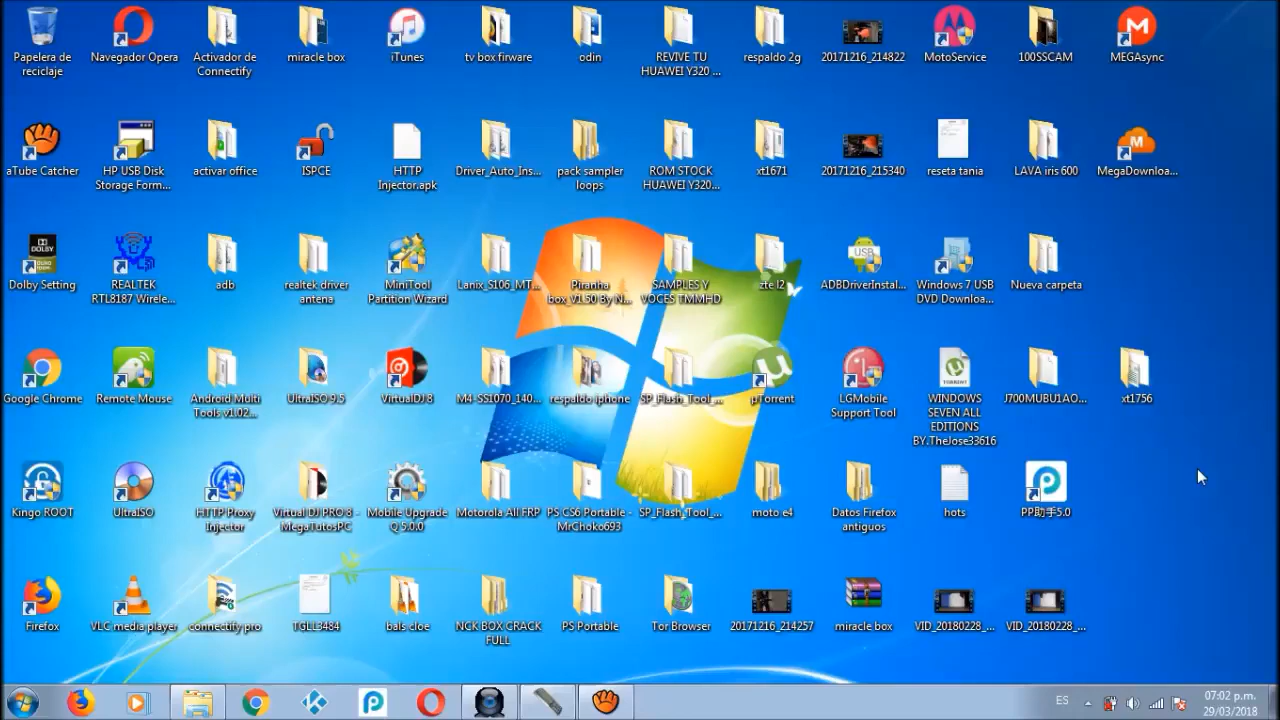 Papelera de
reciclaje
Navegador Opera
Activador de
Connectify
miracle box
iTunes
tv box firware
odin
REVIVE TU
HUAWEI Y320 ...
respaldo 2g
20171216_214822
MotoService
100SSCAM
MEGAsync
aTube Catcher
HP USB Disk
Storage Form...
activar office
ISPCE
HTTP
Injector.apk
Driver_Auto_Ins...
pack sampler
loops
ROM STOCK
HUAWEI Y320...
xt1671
20171216_215340
reseta tania
LAVA iris 600
MegaDownloa...
DOLBY
Dolby Setting
REALTEK
RTL8187 Wirele...
adb
realtek driver
antena
MiniTool
Partition Wizard
Lanix_S106_MT...
Piranha
box_V1.50 By N...
SAMPLES Y
VOCES TMMHD
zte l2
USB
ADBDriverInstal...
Windows 7 USB
DVD Downloa...
Nueva carpeta
Google Chrome
Remote Mouse
Android Multi
Tools v1.02...
UltraISO 9.5
VirtualDJ 8
M4-SS1070_140...
respaldo iphone
SP_Flash_Tool_...
µTorrent
LGMobile
Support Tool
TORRENT
WINDOWS
SEVEN ALL
EDITIONS
BY.TheJose33616
J700MUBU1AO...
xt1756
Kingo ROOT
UltraISO
HTTP Proxy
Injector
Virtual DJ PRO 8 -
MegaTutosPC
Mobile Upgrade
Q 5.0.0
Motorola All FRP
PS CS6 Portable -
MrChoko693
SP_Flash_Tool_...
moto e4
Datos Firefox
antiguos
hots
PP助手5.0
Firefox
VLC media player
connectify pro
TGLL3484
bals cloe
NCK BOX CRACK
FULL
PS Portable
Tor Browser
20171216_214257
miracle box
VID_20180228_...
VID_20180228_...
ES
07:02 p.m.
29/03/2018